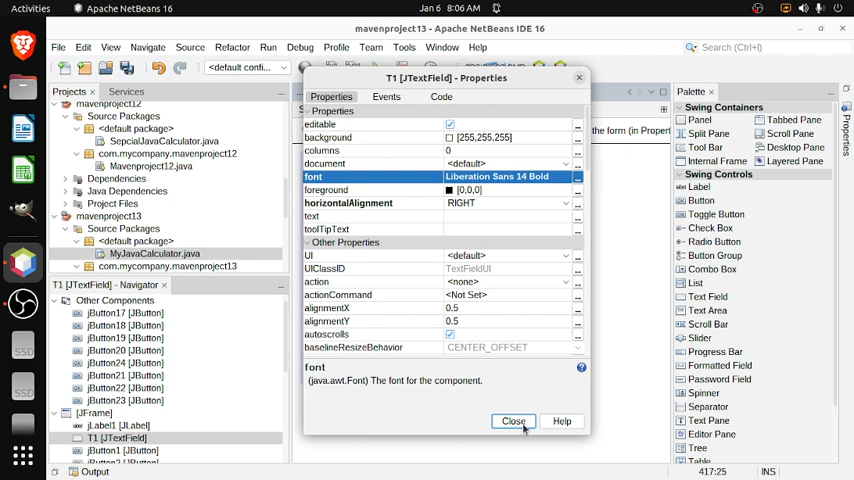 Activities
Apache NetBeans IDE 16
Jan 6 8:06 AM
mavenproject13 - Apache NetBeans IDE 16
File Edit View Navigate Source Refactor Run Debug Profile Team Tools Window Help
Search (Ctrl+I)
<default confi...
Projects
Services
mavenproject12
Source Packages
<default package>
SepcialJavaCalculator.java
com.mycompany.mavenproject12
Mavenproject12.java
Dependencies
Java Dependencies
Project Files
mavenproject13
Source Packages
<default package>
MyJavaCalculator.java
com.mycompany.mavenproject13
T1 [JTextField] - Navigator
Other Components
jButton17 [JButton]
jButton18 [JButton]
jButton19 [JButton]
jButton20 [JButton]
jButton24 [JButton]
jButton21 [JButton]
jButton22 [JButton]
jButton23 [JButton]
[JFrame]
jLabel1 [JLabel]
T1 [JTextField]
jButton1 [JButton]
jButton2 [JButton]
Output
T1 [JTextField] - Properties
Properties Events Code
Properties
editable
background [255,255,255]
columns 0
document <default>
font Liberation Sans 14 Bold
foreground [0,0,0]
horizontalAlignment RIGHT
text
toolTipText
Other Properties
UI <default>
UIClassID TextFieldUI
action <none>
actionCommand <Not Set>
alignmentX 0.5
alignmentY 0.5
autoscrolls
baselineResizeBehavior CENTER_OFFSET
font
(java.awt.Font) The font for the component.
Close Help
the form (in Propert
Palette
Swing Containers
Panel Tabbed Pane
Split Pane Scroll Pane
Tool Bar Desktop Pane
Internal Frame Layered Pane
Swing Controls
Label
Button
Toggle Button
Check Box
Radio Button
Button Group
Combo Box
List
Text Field
Text Area
Scroll Bar
Slider
Progress Bar
Formatted Field
Password Field
Spinner
Separator
Text Pane
Editor Pane
Tree
Table
Properties
417:25 INS
SSD
SSD